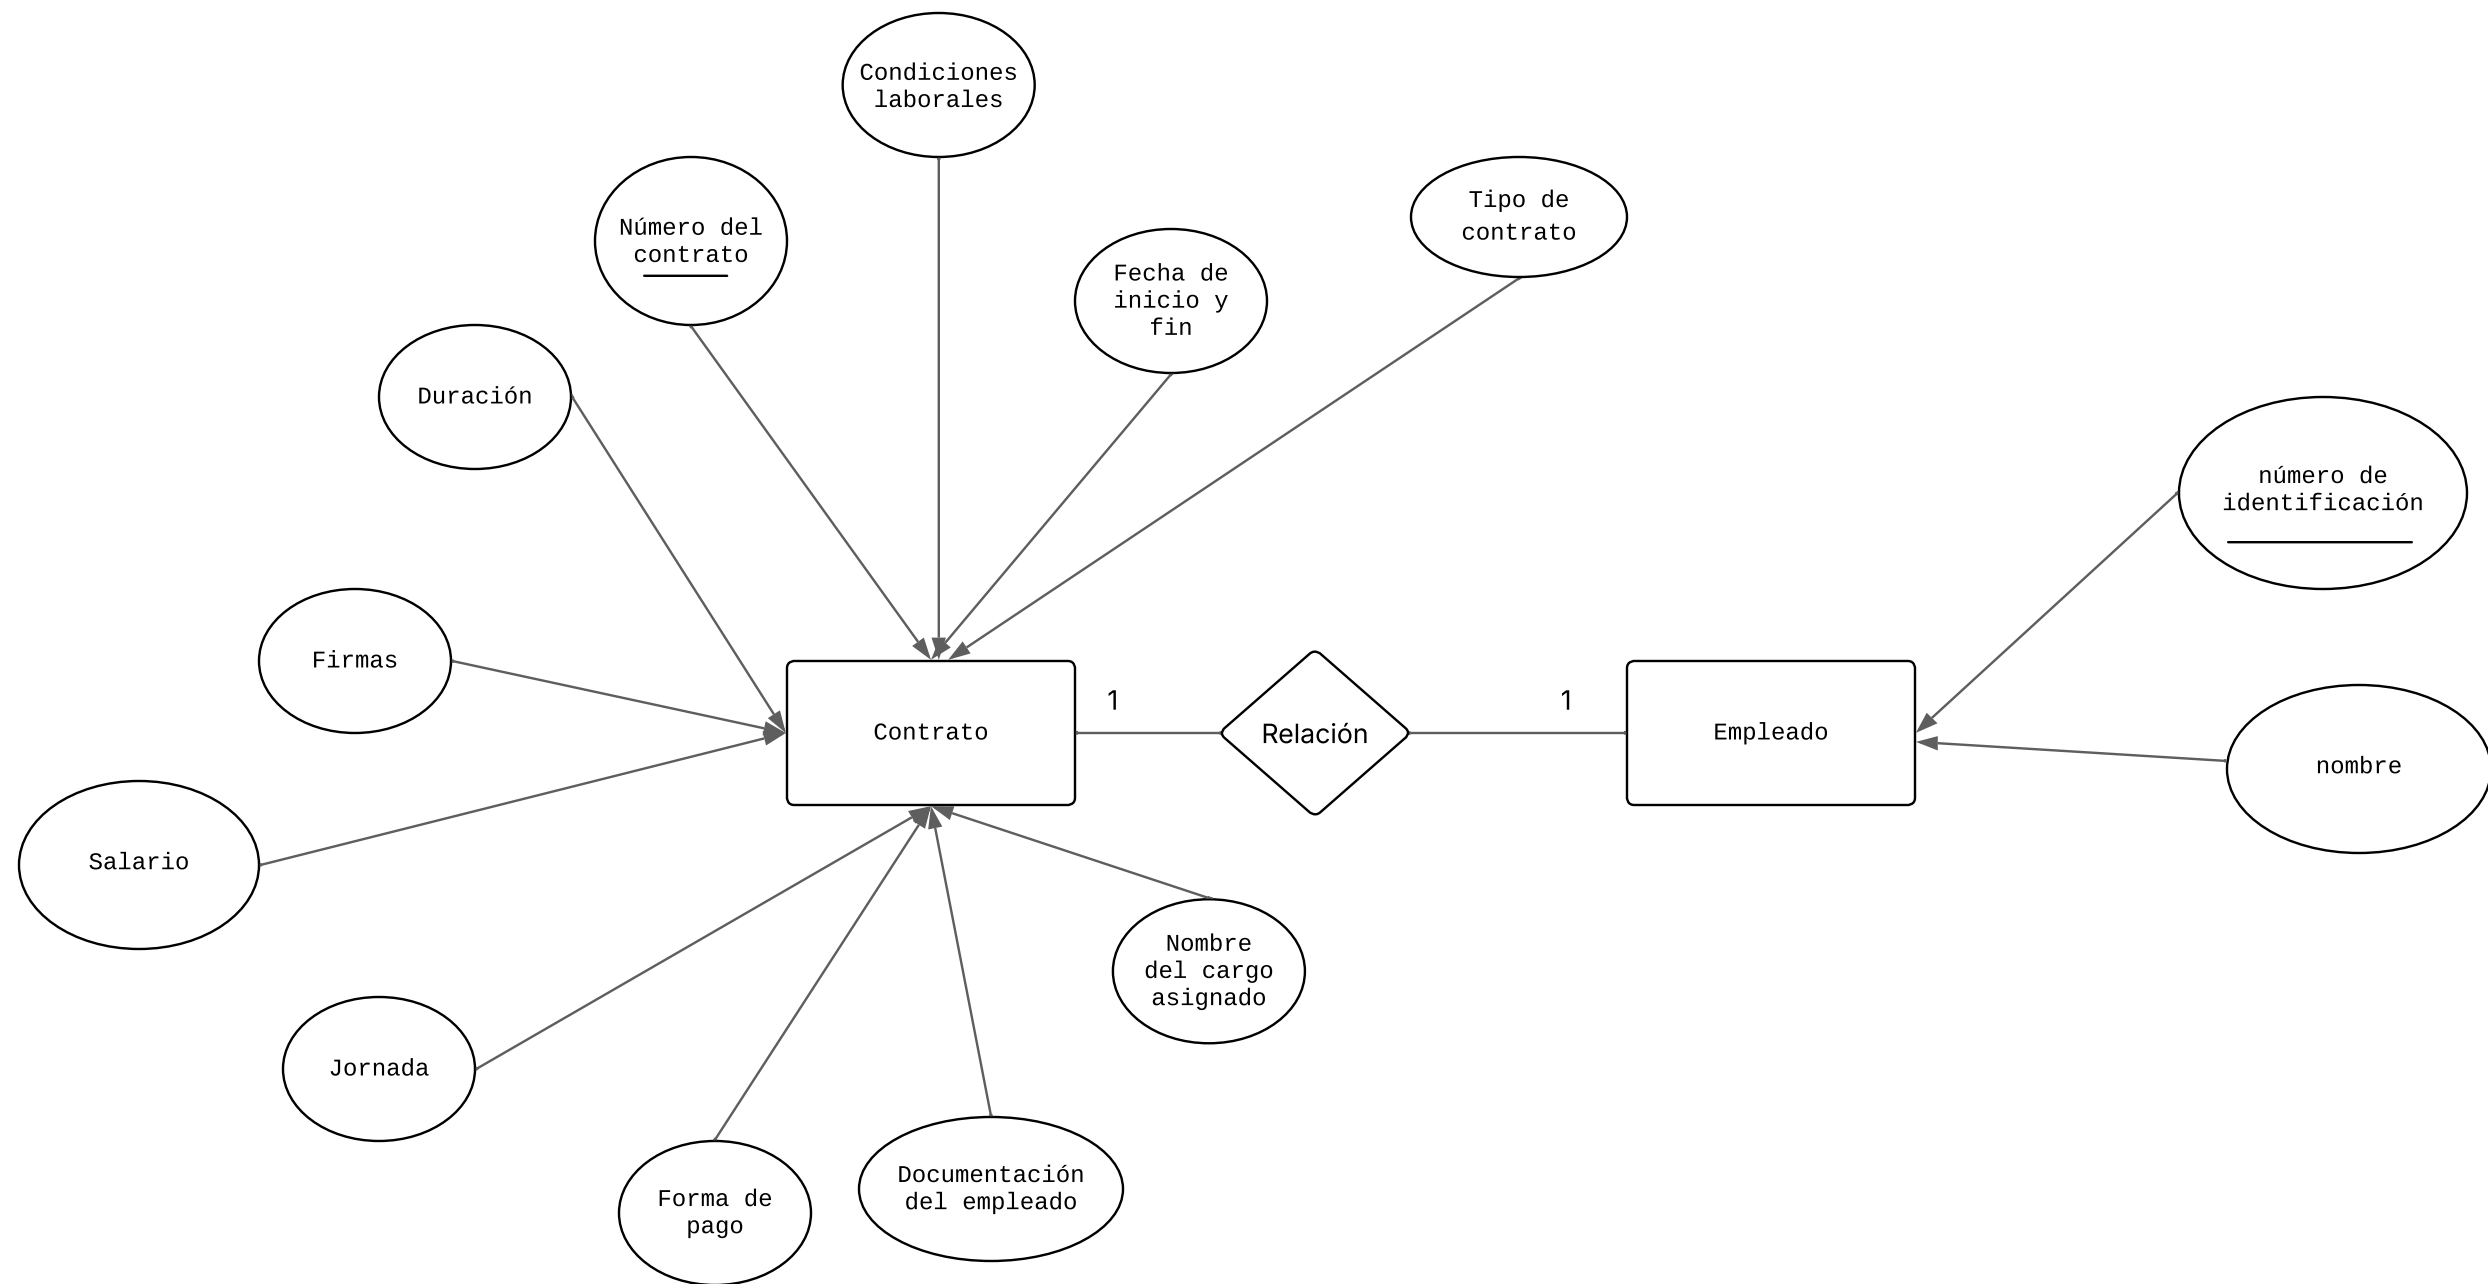 Condiciones
laborales
Número del
contrato
Tipo de
contrato
Fecha de
inicio y
fin
Duración
número de
identificación
Firmas
1
1
Contrato
Relación
Empleado
nombre
Salario
Nombre
del cargo
asignado
Jornada
Documentación
del empleado
Forma de
pago